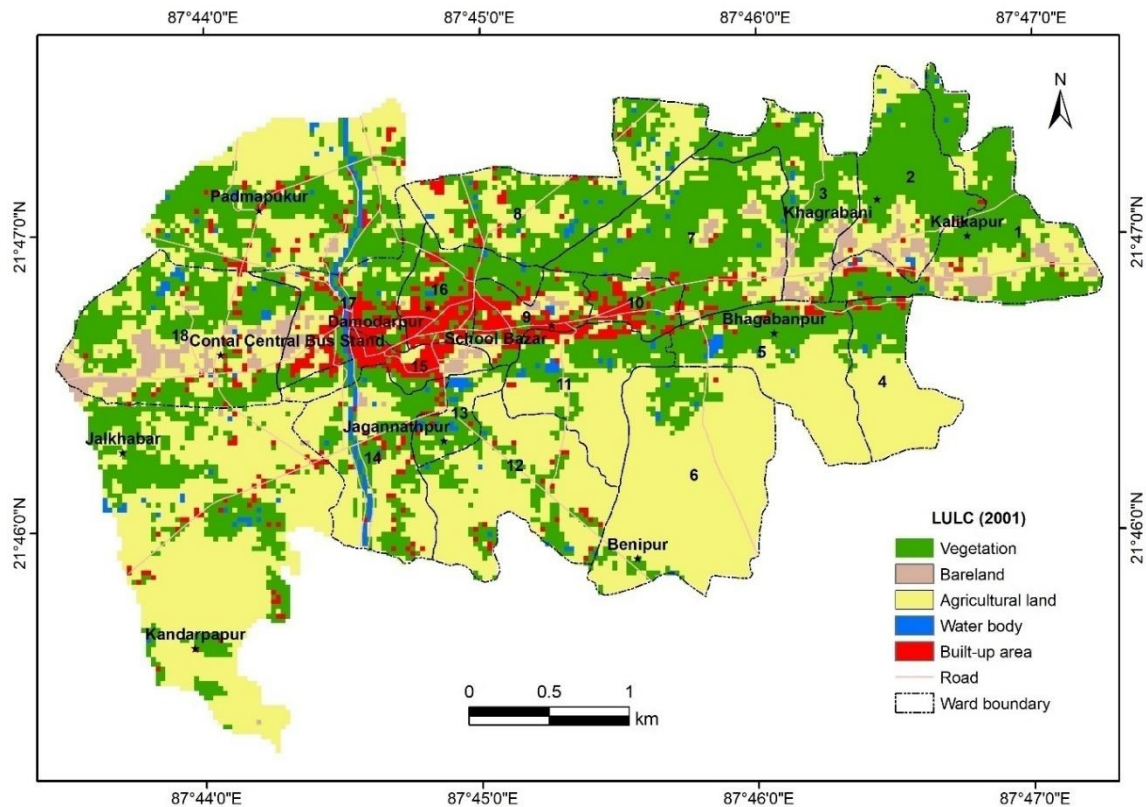 87°44'0"E 87°45'0"E 87°46'0"E 87°47'0"E
N
21°47'0"N
21°47'0"N
21°46'0"N
21°46'0"N
2
3
Padmapukur
8
Khagrabani
Kalikapur
1
7
17
16
Damodarpur
10
9
18
Contal Central Bus Stand
School Bazar
Bhagabanpur
5
15
11
4
13
Jagannathpur
Jalkhabar
14
12
6
Benipur
Kandarpapur
LULC (2001)
Vegetation
Bareland
Agricultural land
Water body
Built-up area
Road
Ward boundary
0 0.5 1
km
87°44'0"E 87°45'0"E 87°46'0"E 87°47'0"E